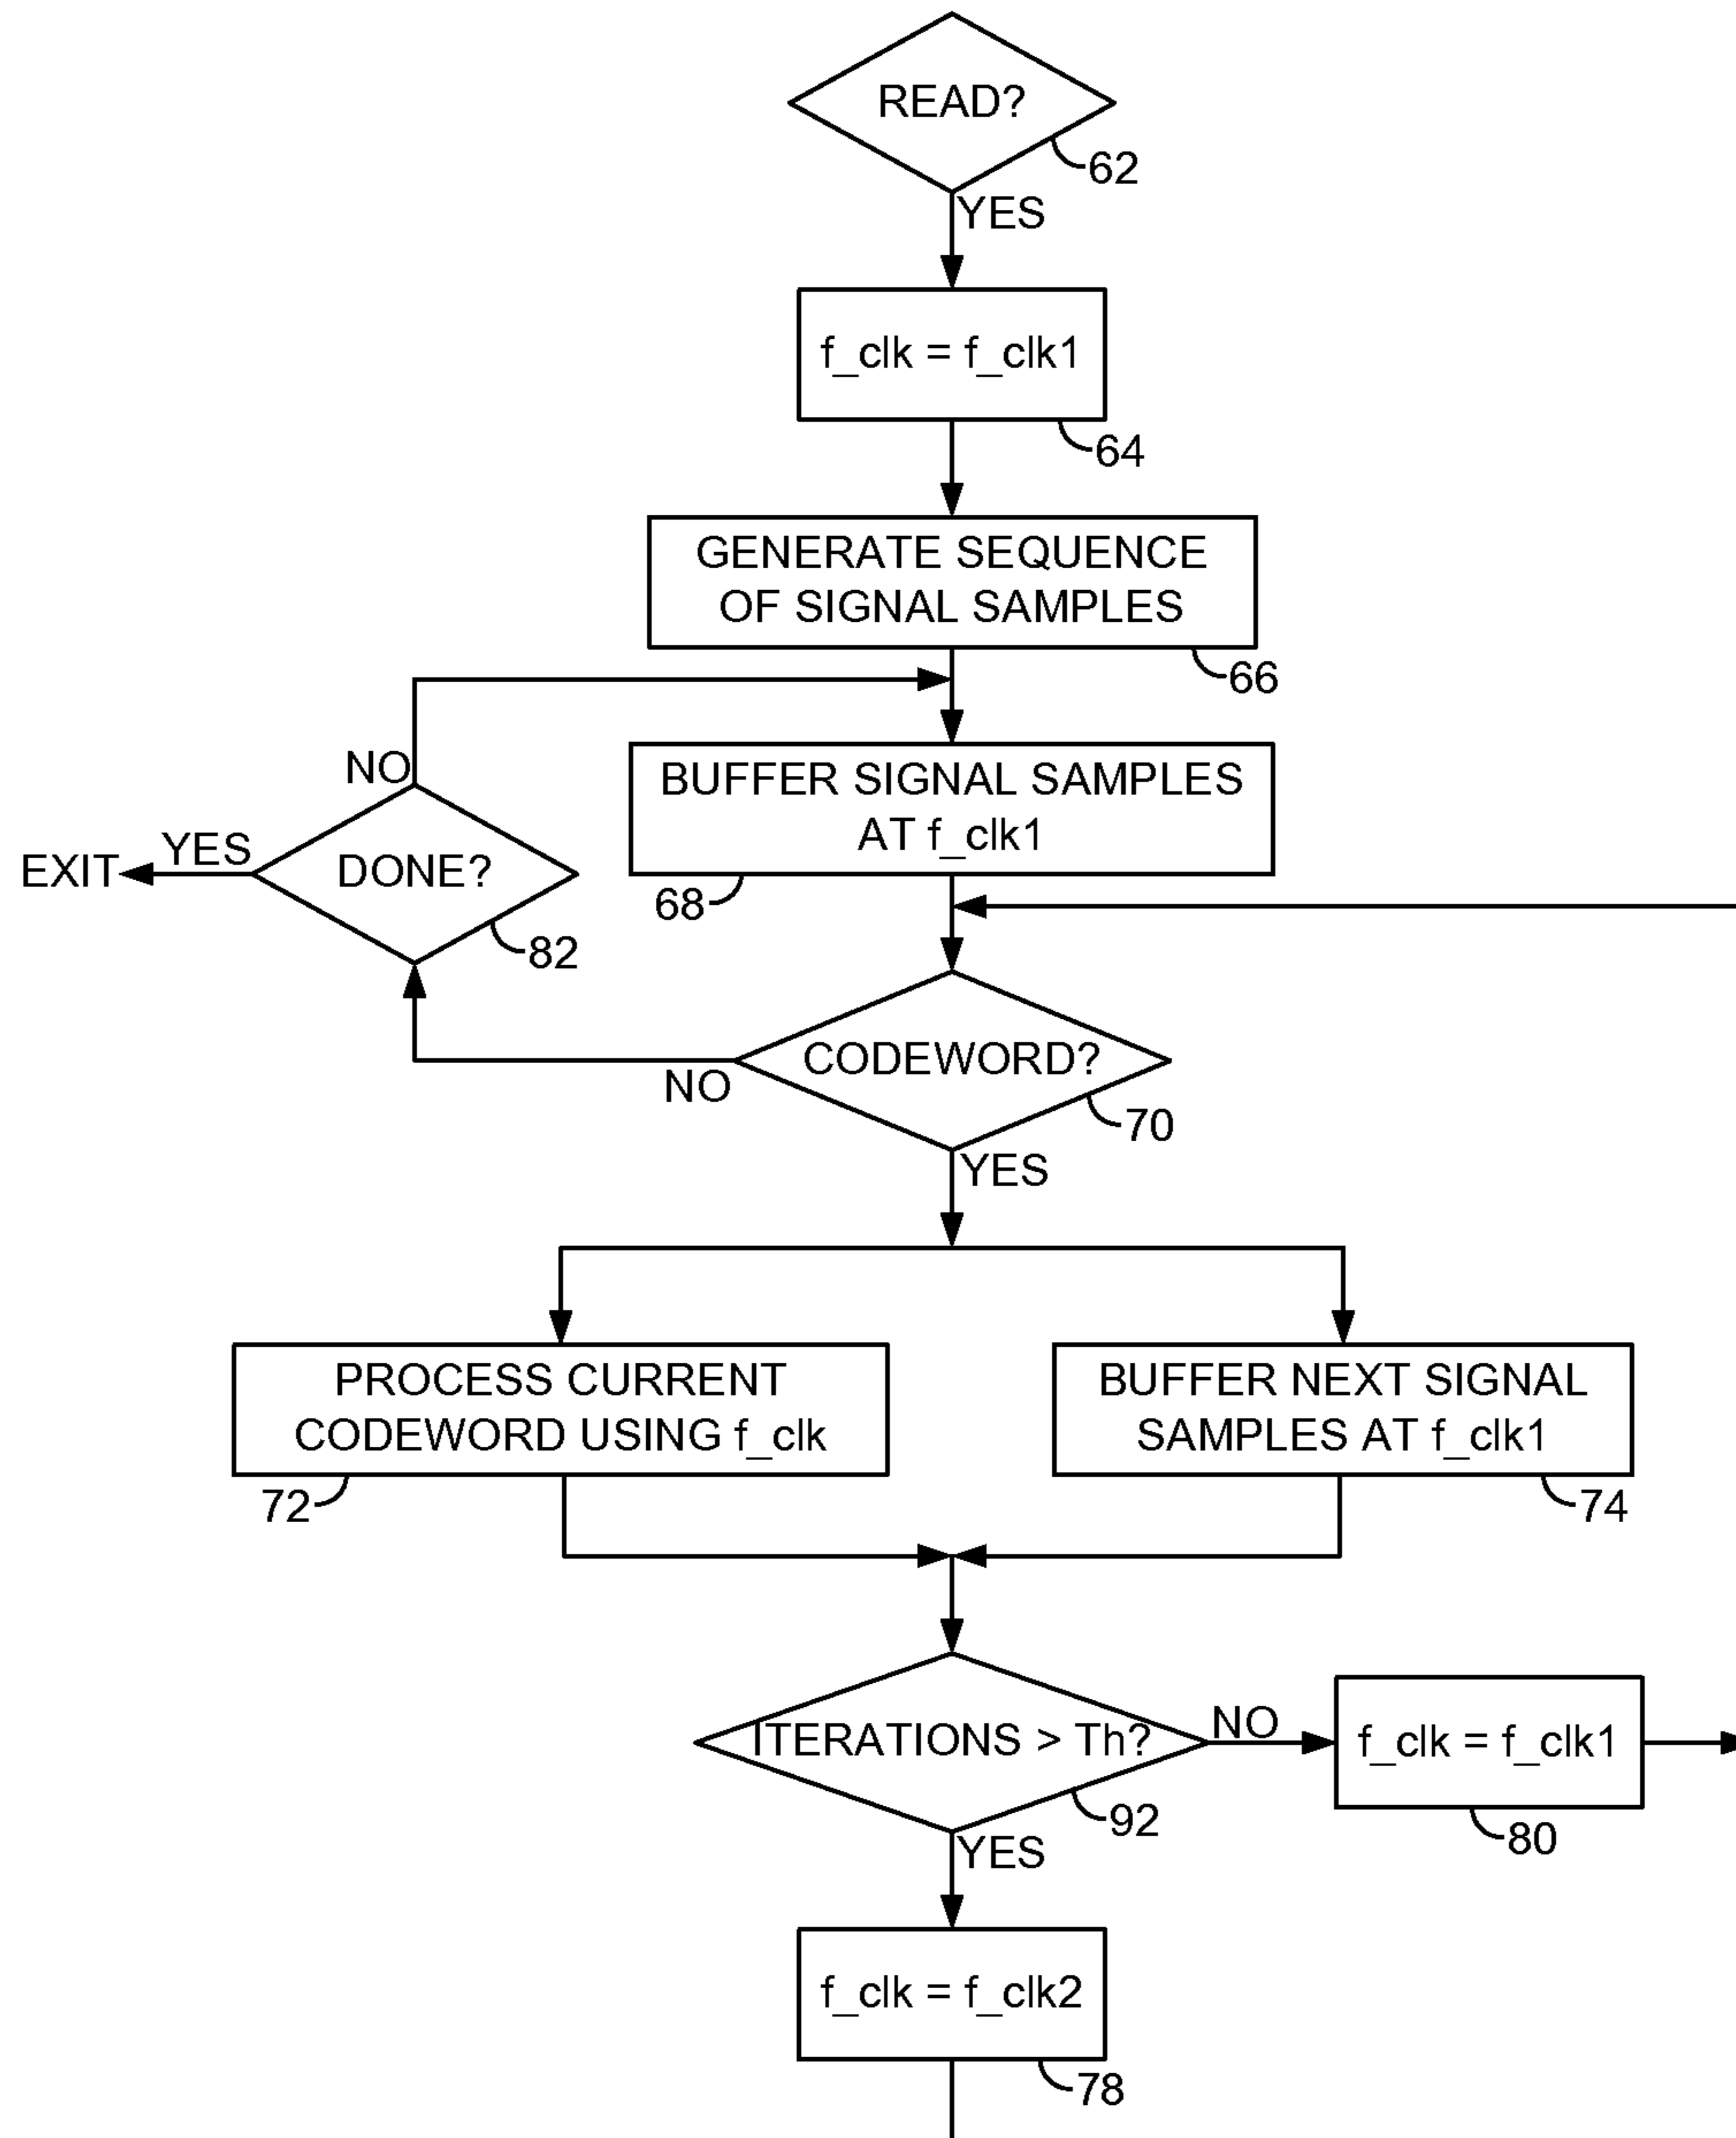 READ?
62
YES
f_clk = f_clk1
64
GENERATE SEQUENCE
OF SIGNAL SAMPLES
66
NO
BUFFER SIGNAL SAMPLES
AT f_clk1
68
EXIT
YES
DONE?
82
CODEWORD?
NO
70
YES
PROCESS CURRENT
CODEWORD USING f_clk
72
BUFFER NEXT SIGNAL
SAMPLES AT f_clk1
74
ITERATIONS > Th?
NO
92
f_clk = f_clk1
80
YES
f_clk = f_clk2
78